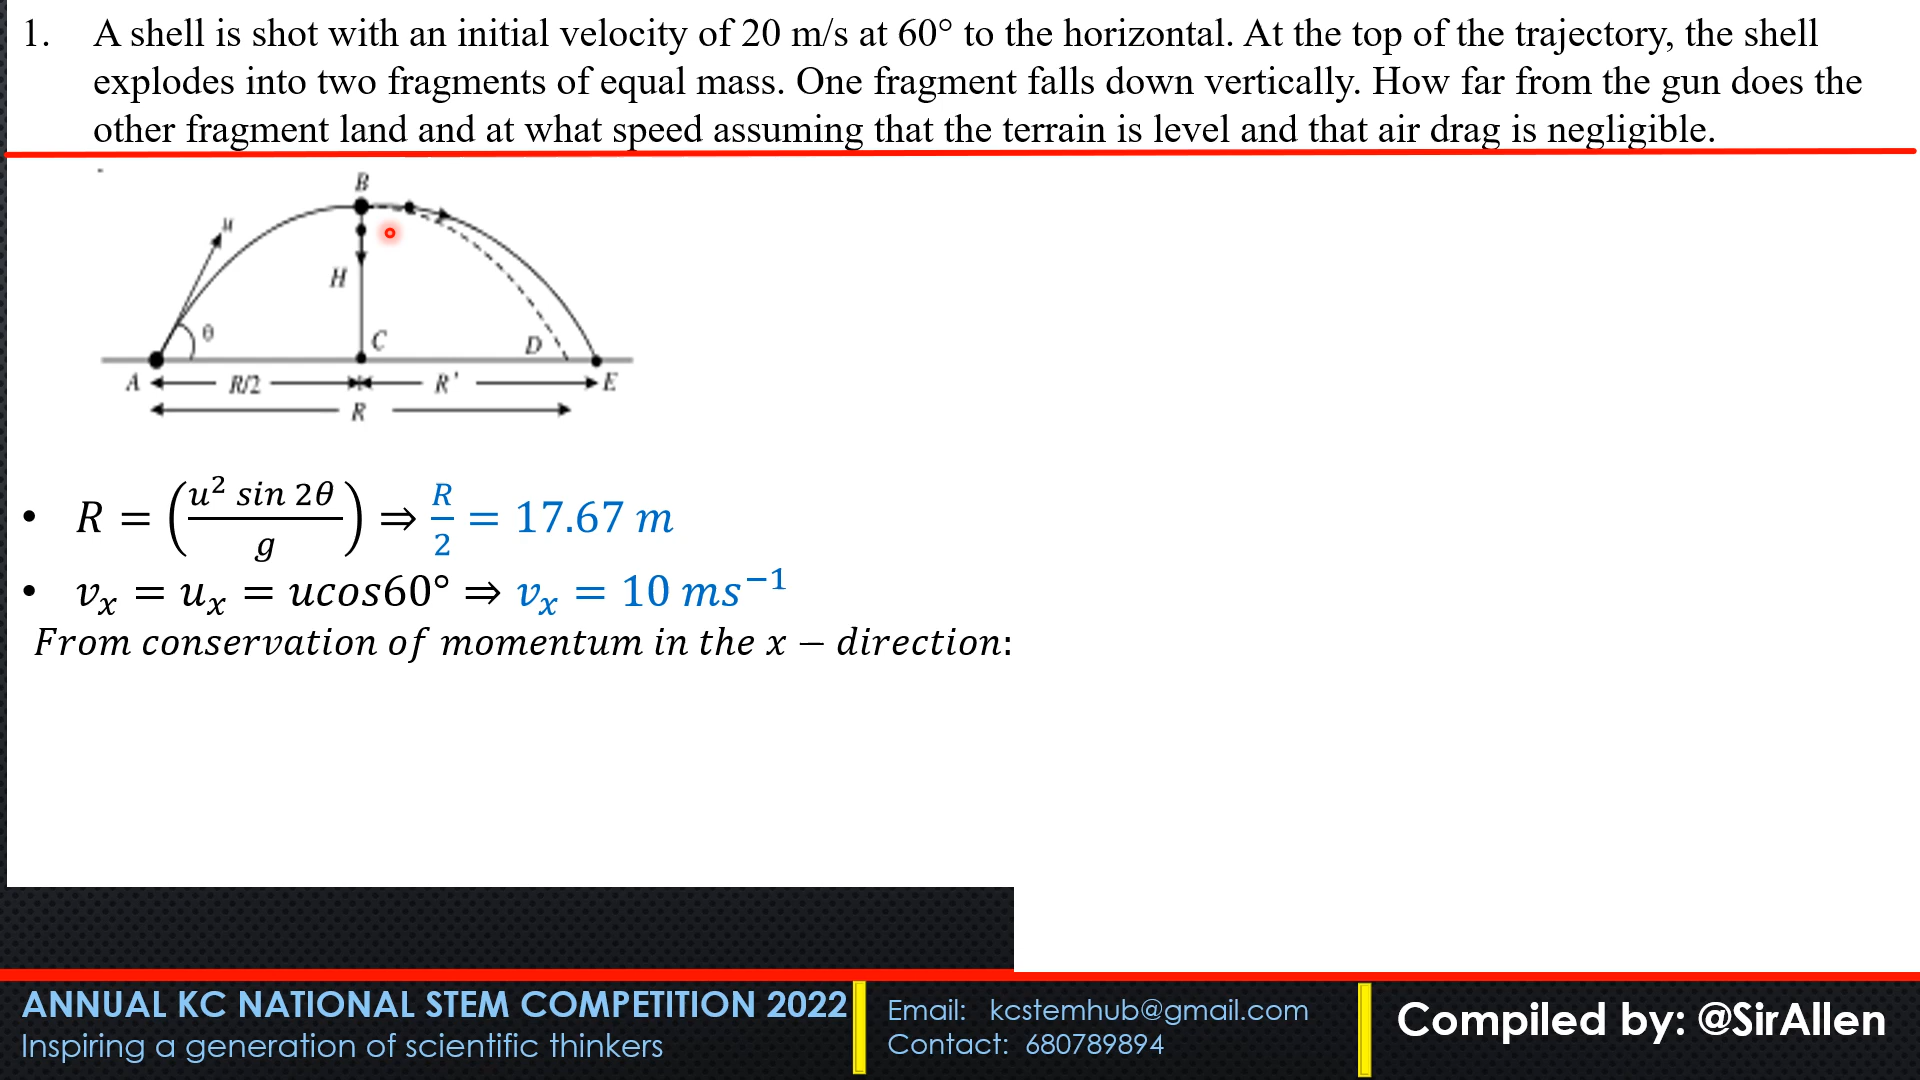 1. A shell is shot with an initial velocity of 20 m/s at 60° to the horizontal. At the top of the trajectory, the shell
explodes into two fragments of equal mass. One fragment falls down vertically. How far from the gun does the
other fragment land and at what speed assuming that the terrain is level and that air drag is negligible.
B
u
H
θ
C
D
A R/2 R' E
R
• R = (u² sin 2θ / g) ⇒ R/2 = 17.67 m
• vₓ = uₓ = ucos60° ⇒ vₓ = 10 ms⁻¹
From conservation of momentum in the x − direction:
ANNUAL KC NATIONAL STEM COMPETITION 2022
Inspiring a generation of scientific thinkers
Email: kcstemhub@gmail.com
Contact: 680789894
Compiled by: @SirAllen